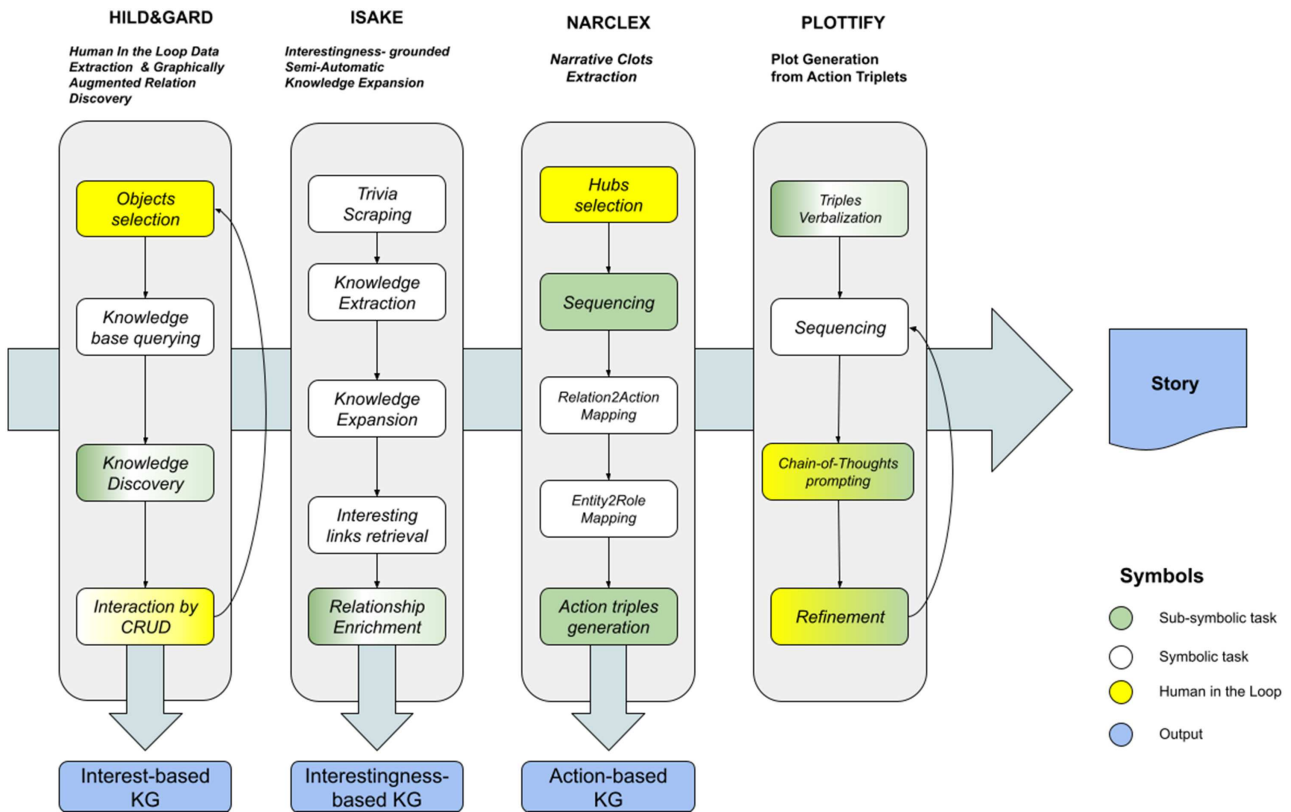 HILD&GARD
Human In the Loop Data
Extraction & Graphically
Augmented Relation
Discovery
Objects
selection
Knowledge
base querying
Knowledge
Discovery
Interaction by
CRUD
Interest-based
KG
ISAKE
Interestingness- grounded
Semi-Automatic
Knowledge Expansion
Trivia
Scraping
Knowledge
Extraction
Knowledge
Expansion
Interesting
links retrieval
Relationship
Enrichment
Interestingness-
based KG
NARCLEX
Narrative Clots
Extraction
Hubs
selection
Sequencing
Relation2Action
Mapping
Entity2Role
Mapping
Action triples
generation
Action-based
KG
PLOTTIFY
Plot Generation
from Action Triplets
Triples
Verbalization
Sequencing
Chain-of-Thoughts
prompting
Refinement
Story
Symbols
Sub-symbolic task
Symbolic task
Human in the Loop
Output